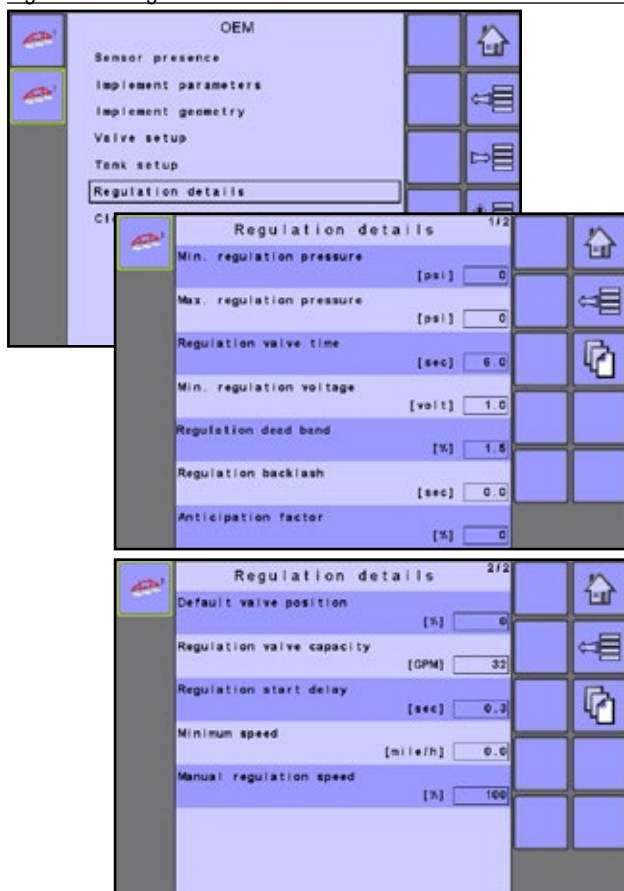 OEM
Sensor presence
Implement parameters
Implement geometry
Valve setup
Tank setup
Regulation details
Regulation details 1/2
Min. regulation pressure
[psi] 0
Max. regulation pressure
[psi] 0
Regulation valve time
[sec] 6.0
Min. regulation voltage
[volt] 1.0
Regulation dead band
[%] 1.5
Regulation backlash
[sec] 0.0
Anticipation factor
[%] 0
Regulation details 2/2
Default valve position
[%] 0
Regulation valve capacity
[GPM] 32
Regulation start delay
[sec] 0.3
Minimum speed
[mile/h] 0.0
Manual regulation speed
[%] 100